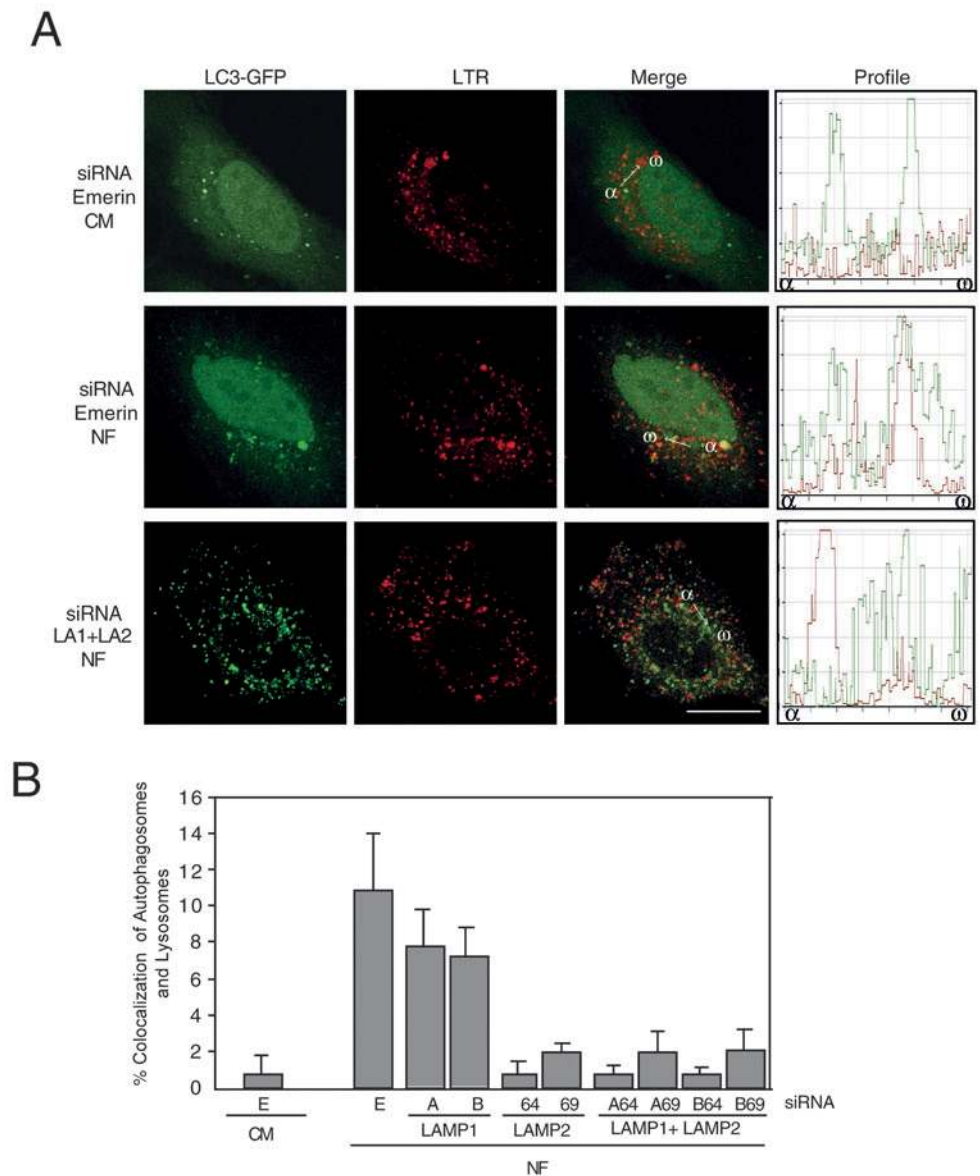 A
LC3-GFP LTR Merge Profile
siRNA
Emerin
CM
α ω
α ω
siRNA
Emerin
NF
ω α
α ω
siRNA
LA1+LA2
NF
α ω
α ω
B
% Colocalization of Autophagosomes
and Lysosomes
16
14
12
10
8
6
4
2
0
E E A B 64 69 A64 A69 B64 B69 siRNA
CM LAMP1 LAMP2 LAMP1+ LAMP2
NF